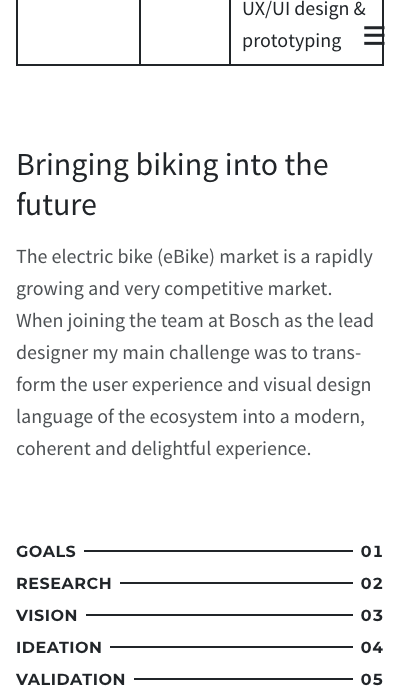 UX/UI design &
prototyping
Bringing biking into the
future
The electric bike (eBike) market is a rapidly
growing and very competitive market.
When joining the team at Bosch as the lead
designer my main challenge was to trans-
form the user experience and visual design
language of the ecosystem into a modern,
coherent and delightful experience.
GOALS 01
RESEARCH 02
VISION 03
IDEATION 04
VALIDATION 05